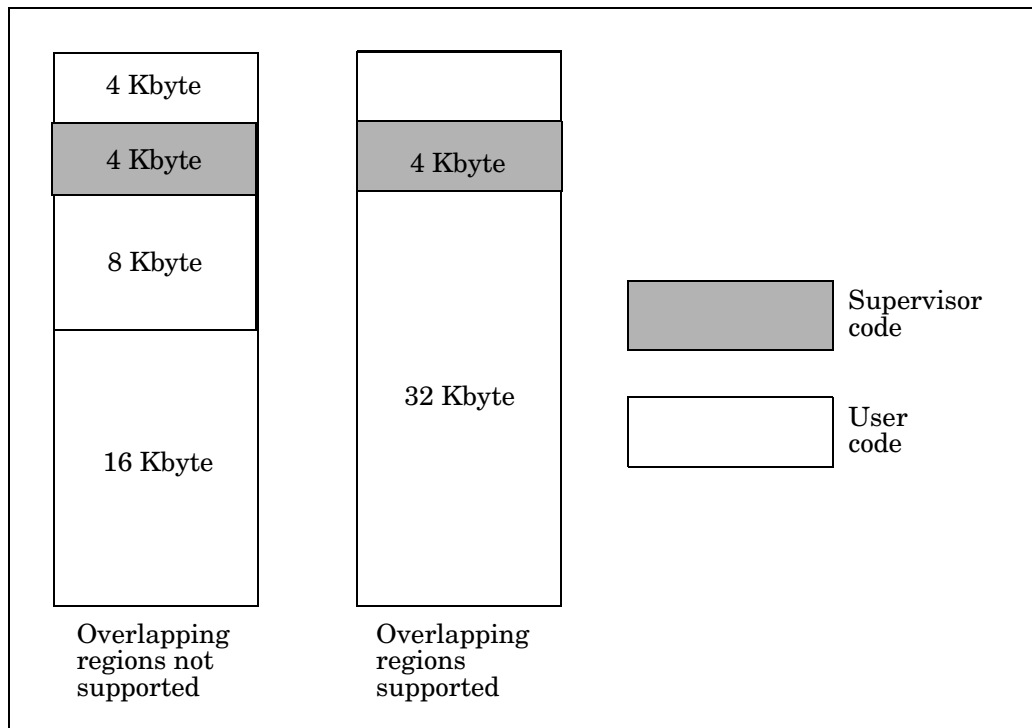 4 Kbyte
4 Kbyte
8 Kbyte
16 Kbyte
Overlapping
regions not
supported
4 Kbyte
32 Kbyte
Overlapping
regions
supported
Supervisor
code
User
code